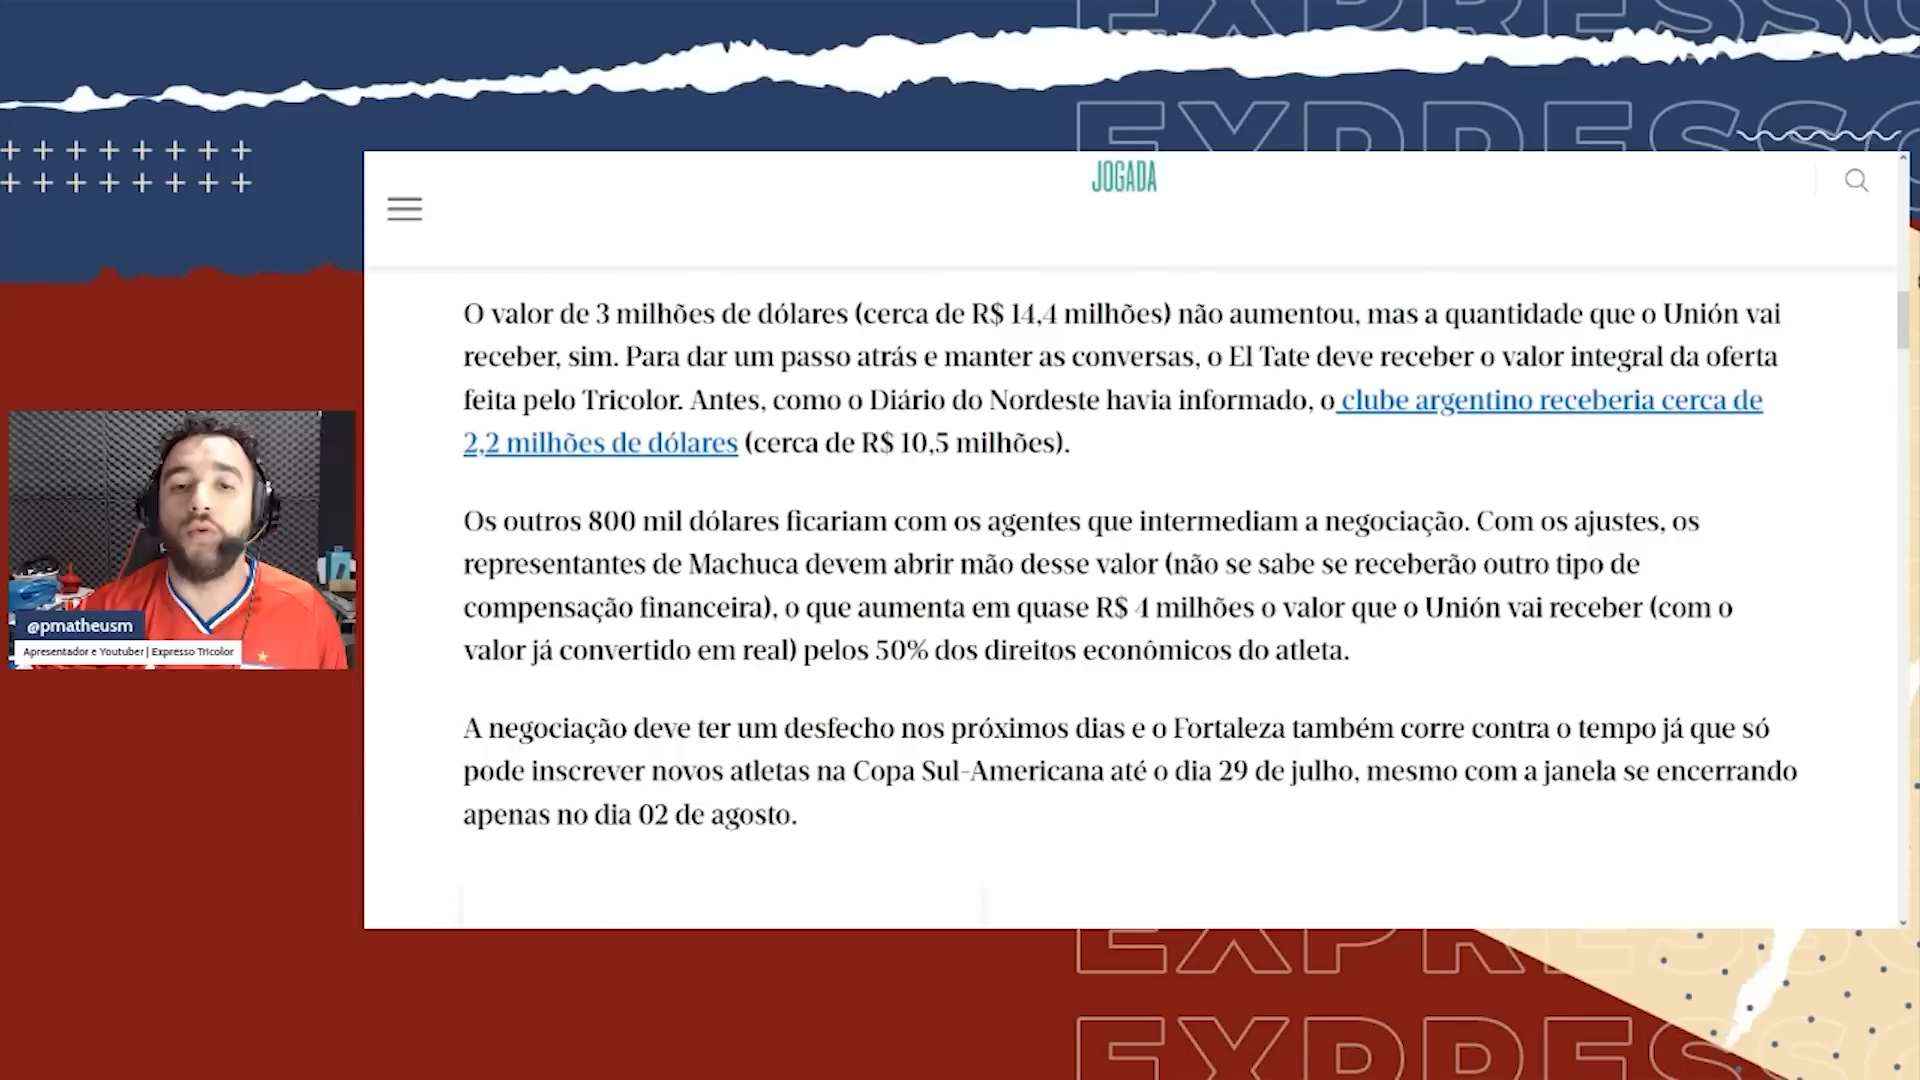 EXPRESSO
EXPRESSO
JOGADA
O valor de 3 milhões de dólares (cerca de R$ 14,4 milhões) não aumentou, mas a quantidade que o Unión vai
receber, sim. Para dar um passo atrás e manter as conversas, o El Tate deve receber o valor integral da oferta
feita pelo Tricolor. Antes, como o Diário do Nordeste havia informado, o clube argentino receberia cerca de
2,2 milhões de dólares (cerca de R$ 10,5 milhões).
Os outros 800 mil dólares ficariam com os agentes que intermediam a negociação. Com os ajustes, os
representantes de Machuca devem abrir mão desse valor (não se sabe se receberão outro tipo de
compensação financeira), o que aumenta em quase R$ 4 milhões o valor que o Unión vai receber (com o
valor já convertido em real) pelos 50% dos direitos econômicos do atleta.
A negociação deve ter um desfecho nos próximos dias e o Fortaleza também corre contra o tempo já que só
pode inscrever novos atletas na Copa Sul-Americana até o dia 29 de julho, mesmo com a janela se encerrando
apenas no dia 02 de agosto.
@pmatheusm
Apresentador e Youtuber | Expresso Tricolor
EXPRESSO
EXPRESSO